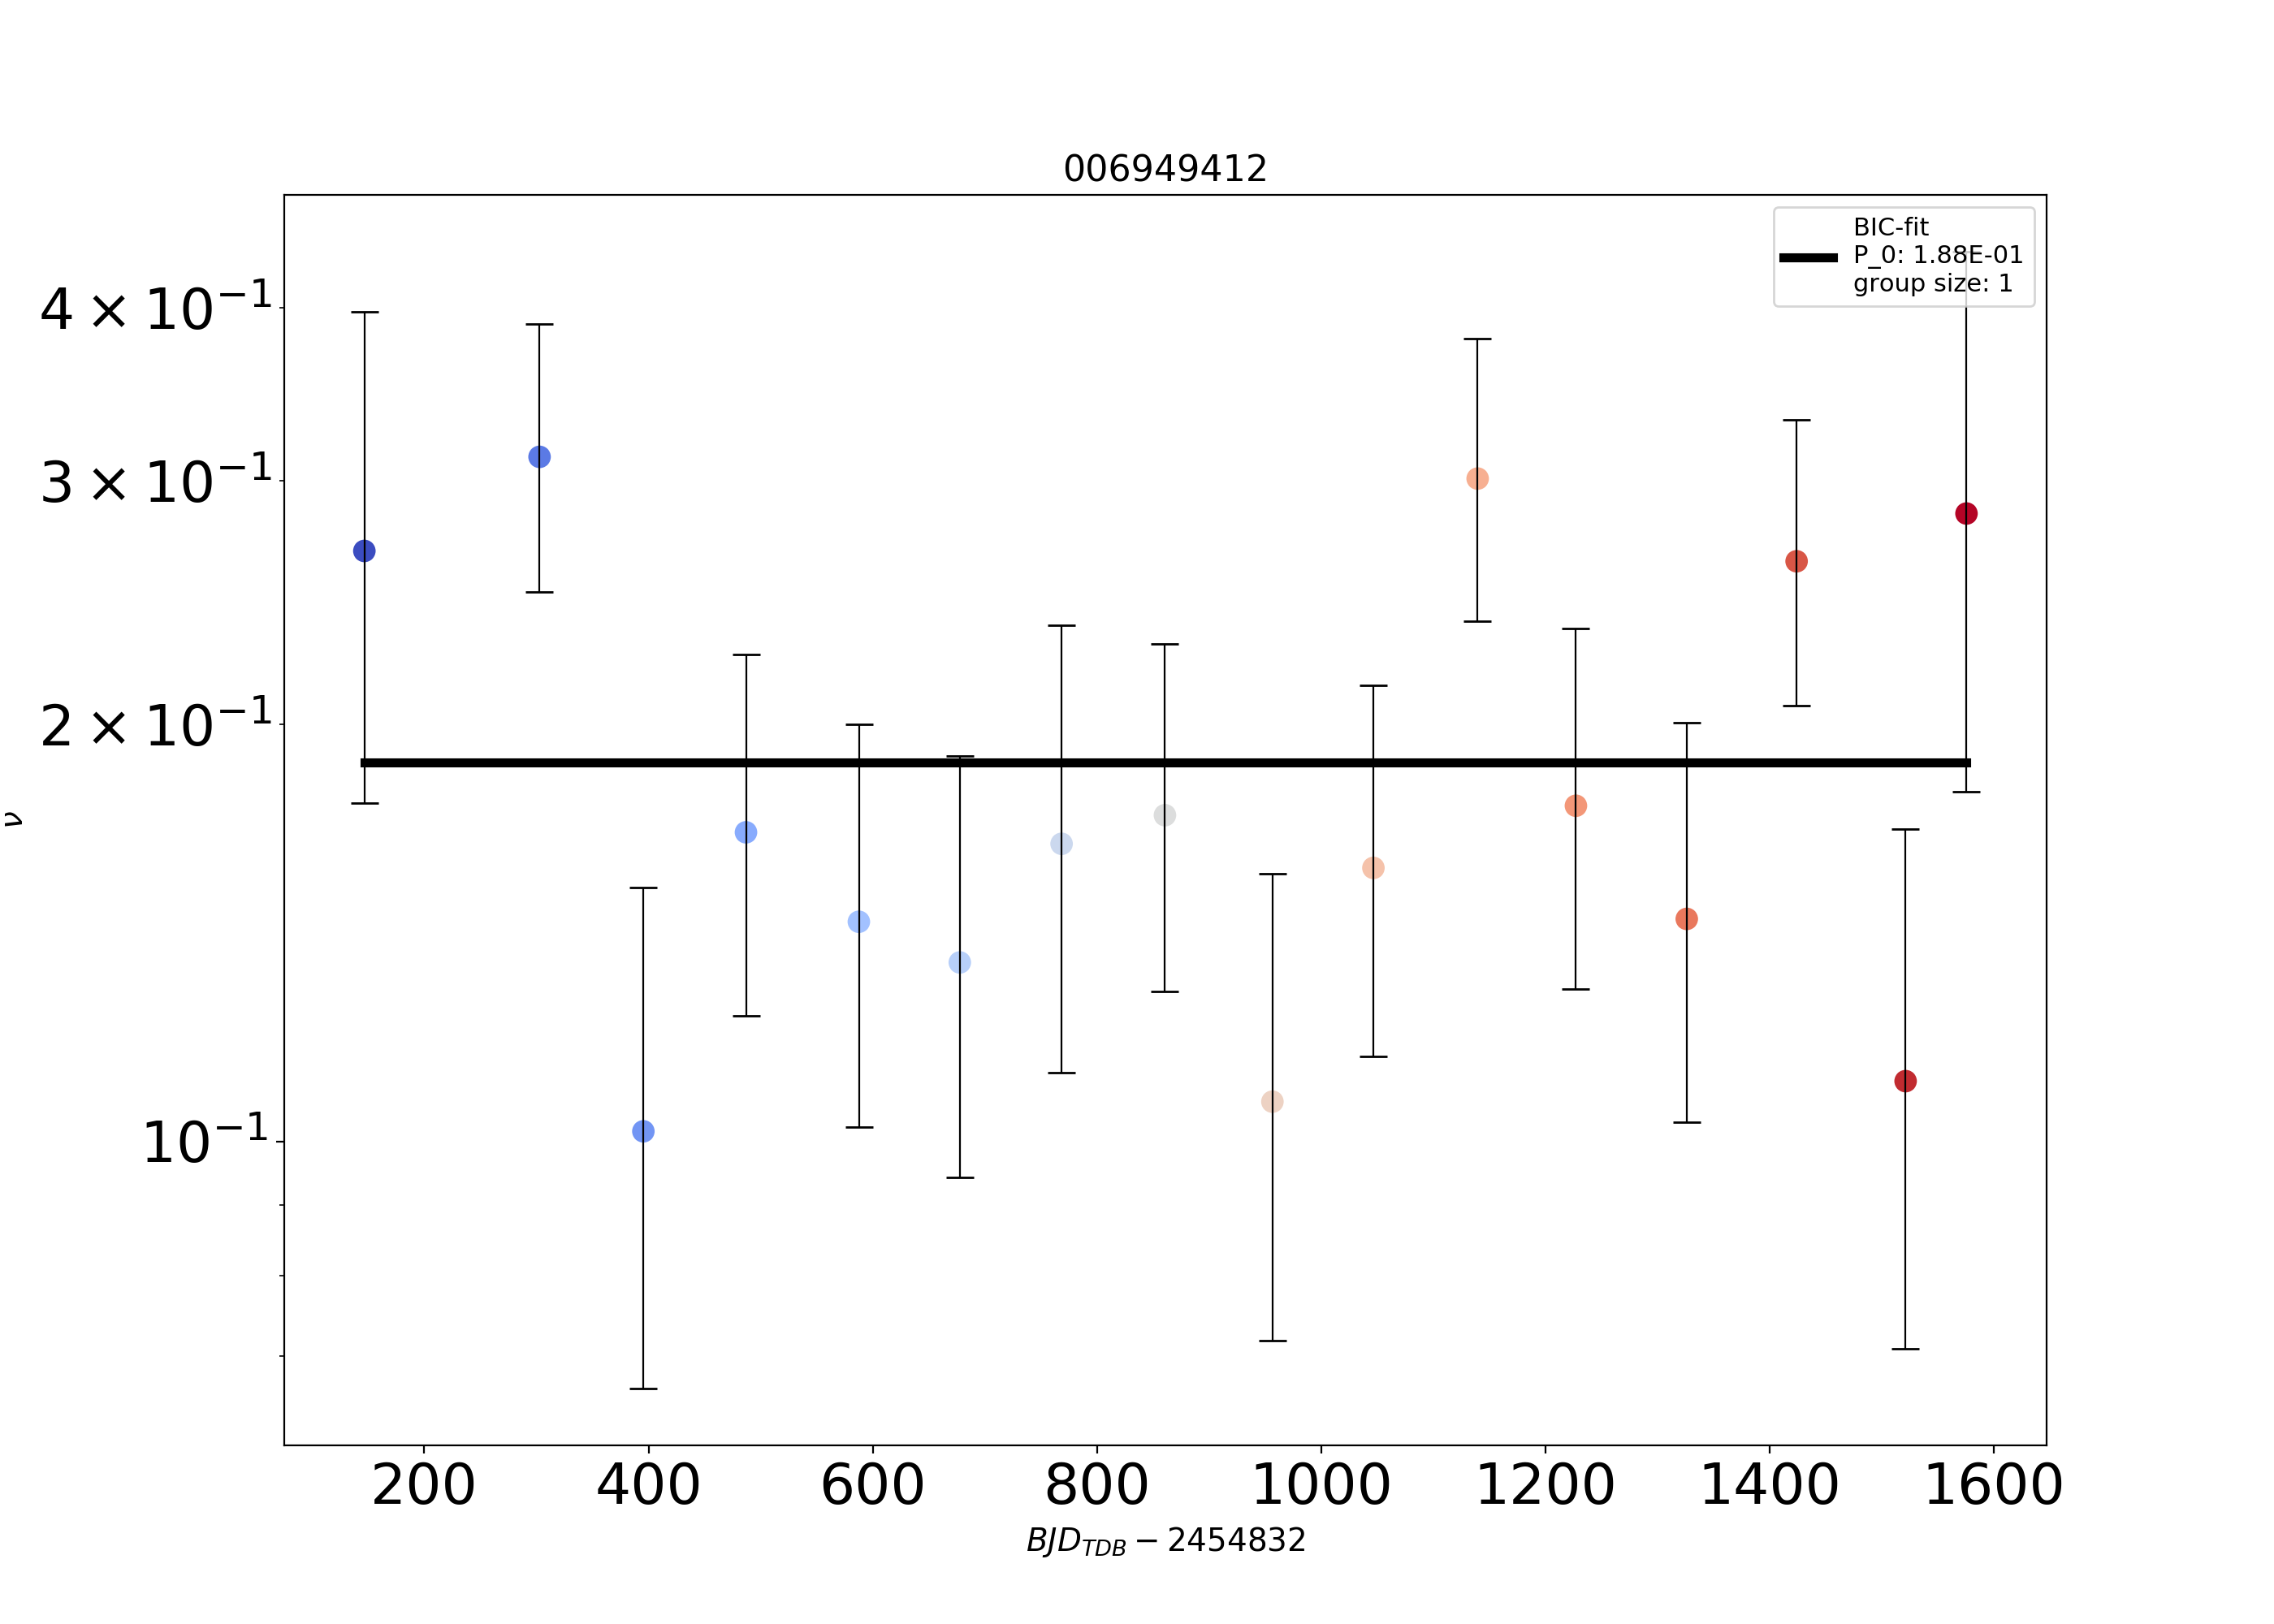 006949412
BIC-fit
P_0: 1.88E-01
group size: 1
4 × 10⁻¹
3 × 10⁻¹
2 × 10⁻¹
10⁻¹
ν
200 400 600 800 1000 1200 1400 1600
BJD_TDB − 2454832